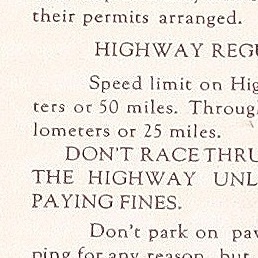 their permits arranged.
HIGHWAY REGU
Speed limit on Hig
ters or 50 miles. Throug
lometers or 25 miles.
DON'T RACE THRU
THE HIGHWAY UNL
PAYING FINES.
Don't park on pav
ping for any reason, but